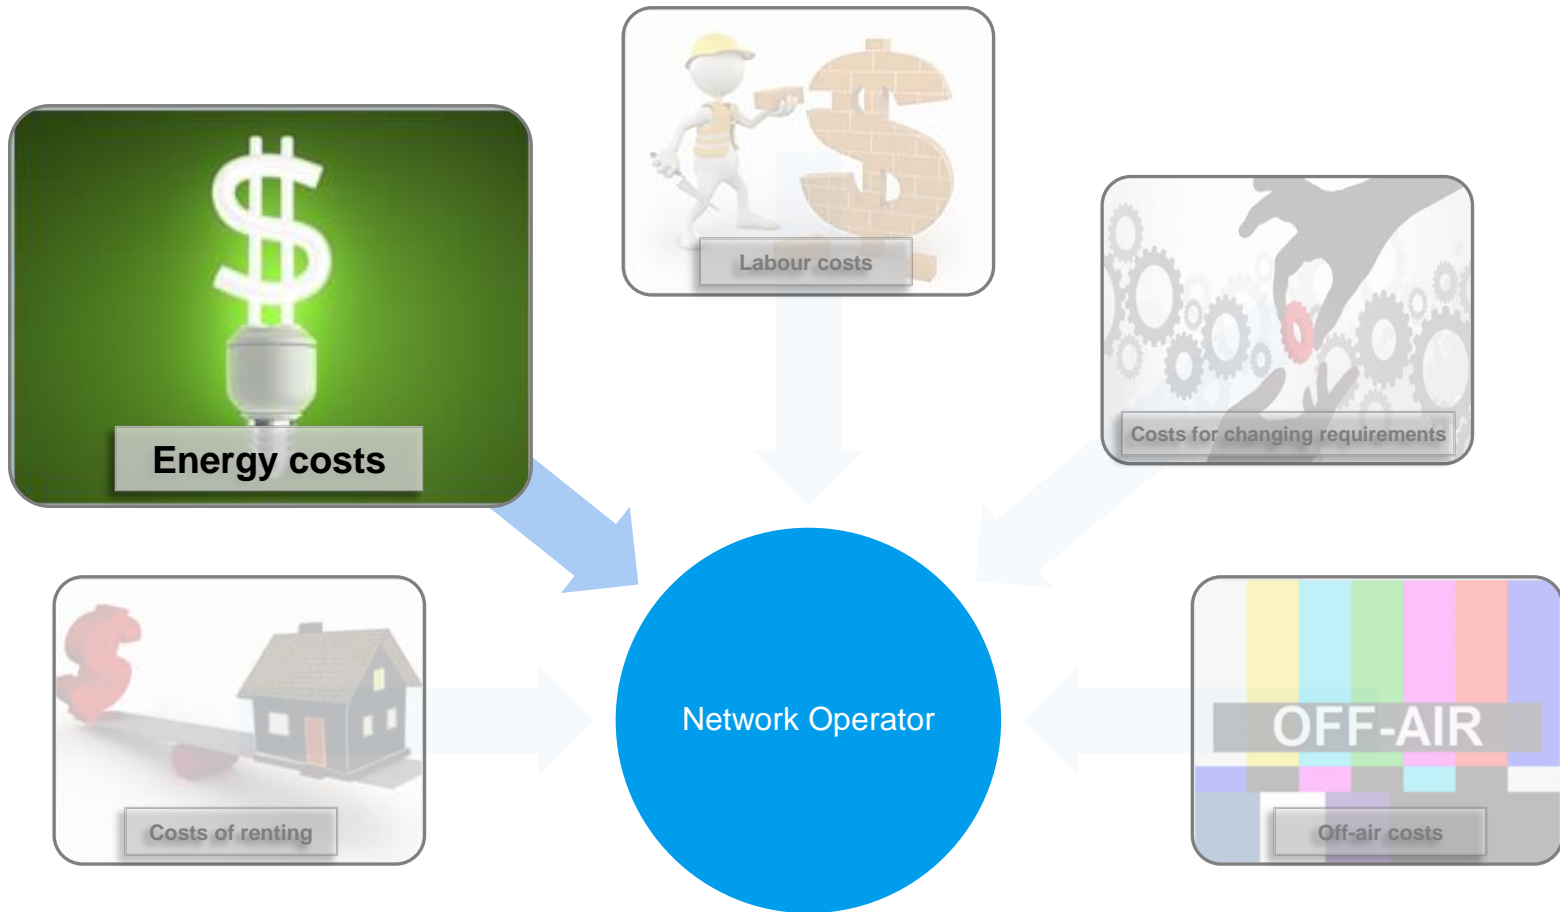 Labour costs
Energy costs
Costs for changing requirements
Network Operator
Costs of renting
OFF-AIR
Off-air costs